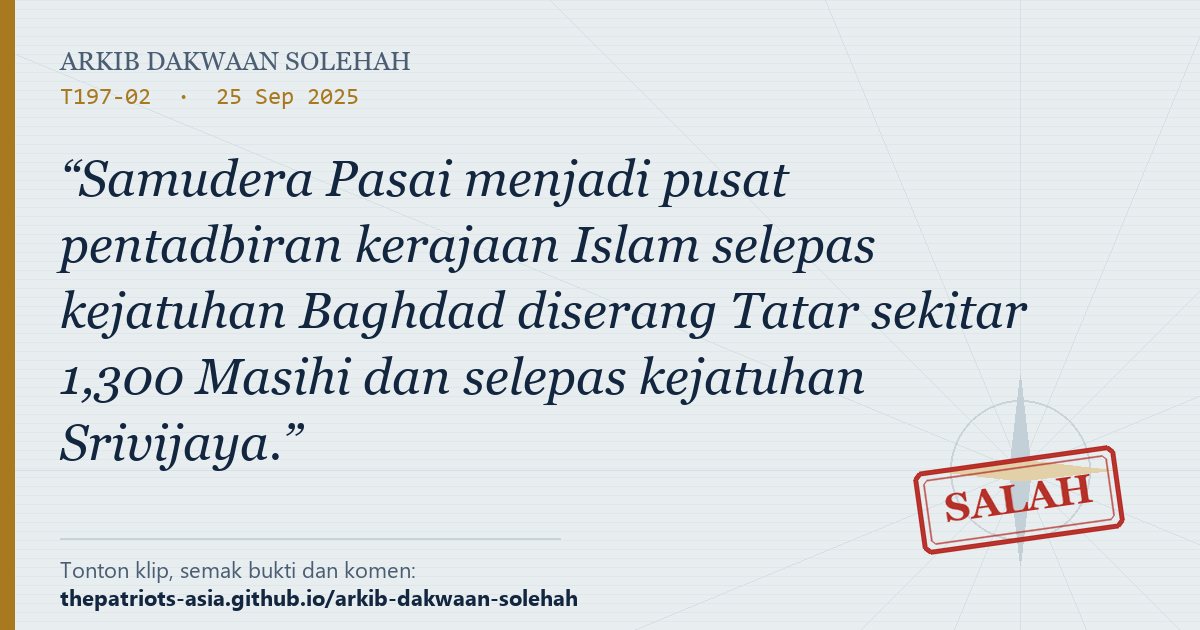 ARKIB DAKWAAN SOLEHAH
T197-02 · 25 Sep 2025
“Samudera Pasai menjadi pusat
pentadbiran kerajaan Islam selepas
kejatuhan Baghdad diserang Tatar sekitar
1,300 Masihi dan selepas kejatuhan
Srivijaya.”
SALAH
Tonton klip, semak bukti dan komen:
thepatriots-asia.github.io/arkib-dakwaan-solehah